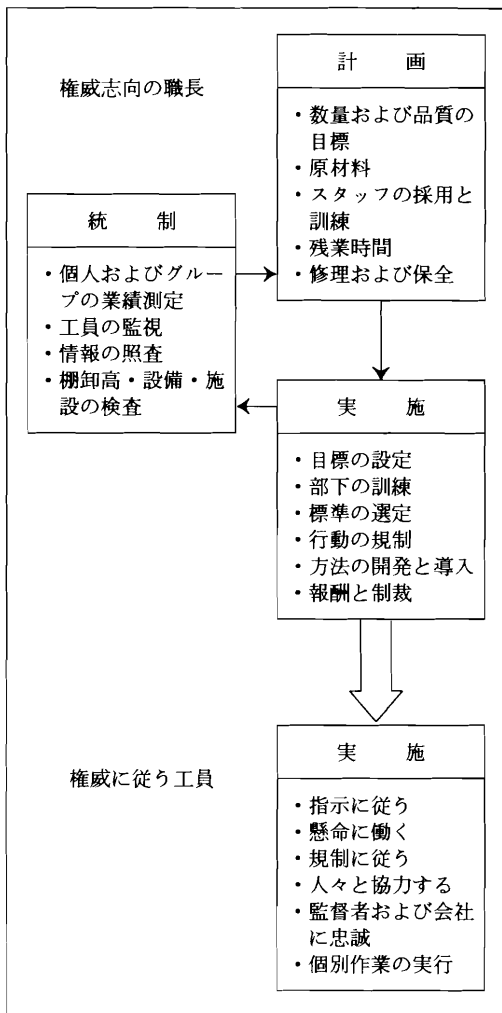 権威志向の職長
計　画
・数量および品質の
目標
・原材料
・スタッフの採用と
訓練
・残業時間
・修理および保全
統　制
・個人およびグルー
プの業績測定
・工員の監視
・情報の照査
・棚卸高・設備・施
設の検査
実　施
・目標の設定
・部下の訓練
・標準の選定
・行動の規制
・方法の開発と導入
・報酬と制裁
権威に従う工員
実　施
・指示に従う
・懸命に働く
・規制に従う
・人々と協力する
・監督者および会社
に忠誠
・個別作業の実行